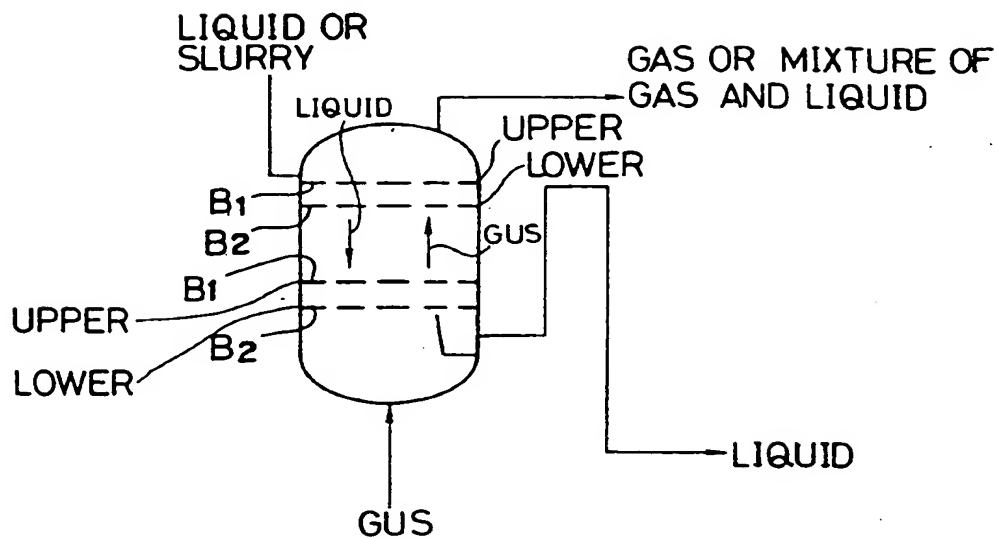 LIQUID OR
SLURRY
GAS OR MIXTURE OF
GAS AND LIQUID
LIQUID
UPPER
LOWER
B1
B2
GUS
B1
UPPER
B2
LOWER
LIQUID
GUS